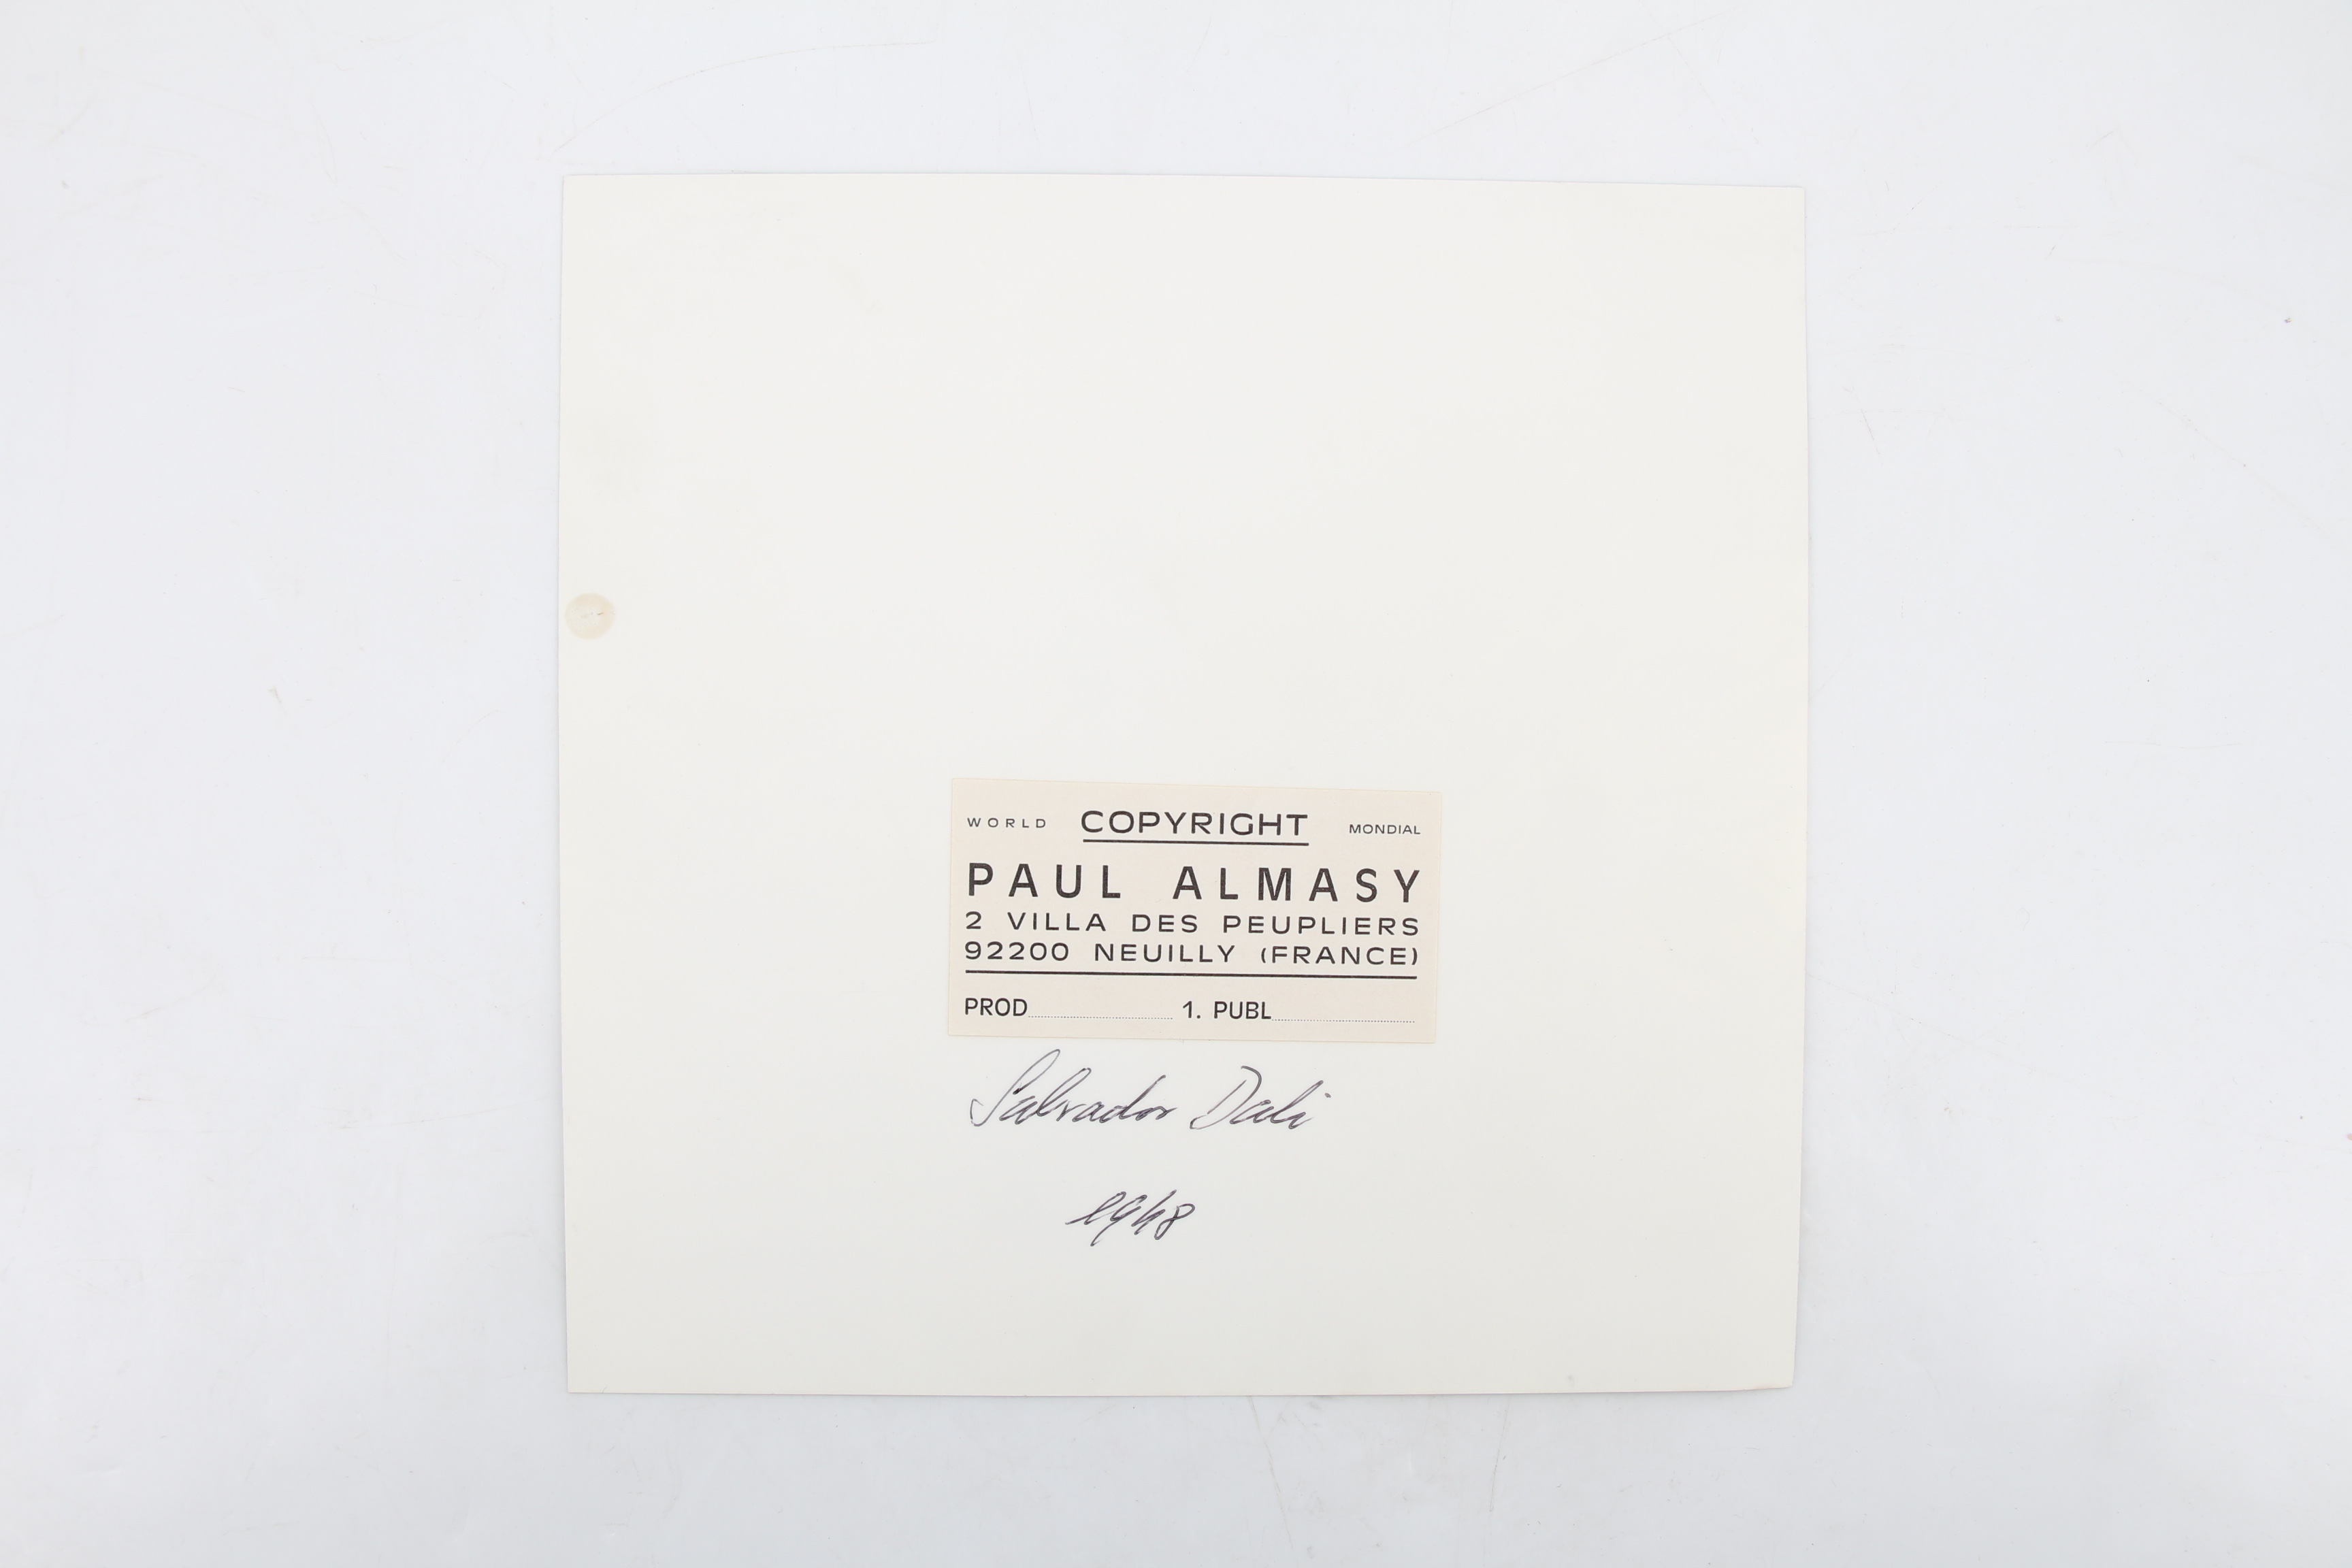 WORLD COPYRIGHT MONDIAL
PAUL ALMASY
2 VILLA DES PEUPLIERS
92200 NEUILLY (FRANCE)
PROD.................... 1. PUBL....................
Salvador Dali
1948